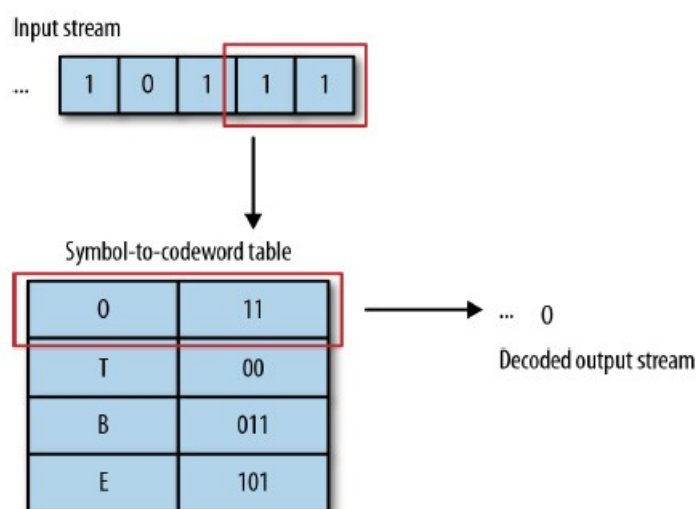 Input stream
... 1 0 1 1 1
Symbol-to-codeword table
O 11
T 00
B 011
E 101
... O
Decoded output stream